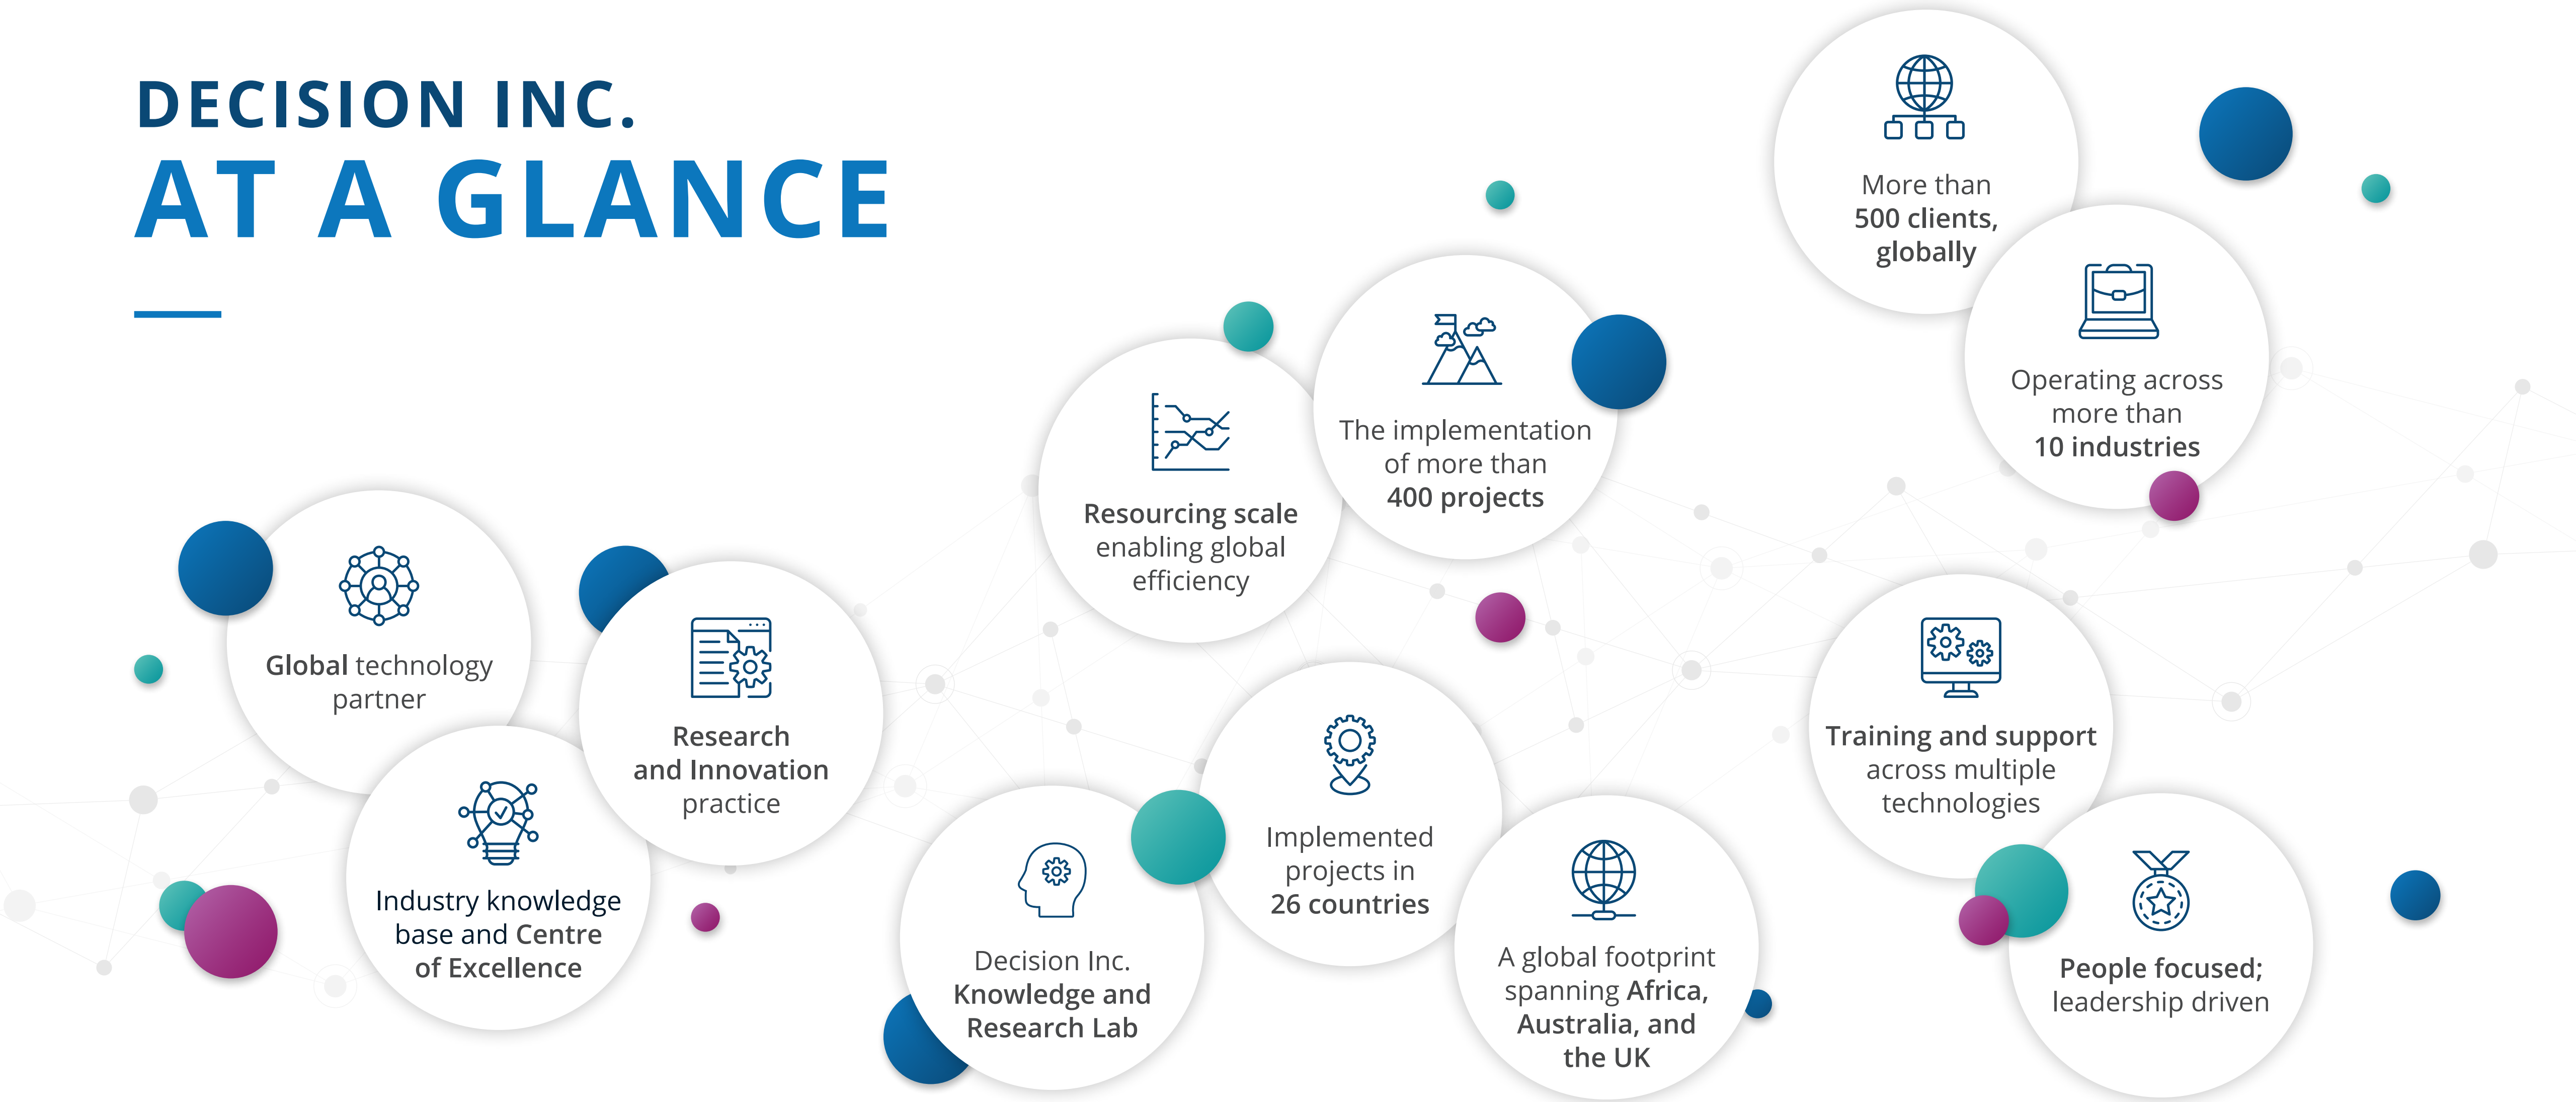 DECISION INC.
AT A GLANCE
Global technology
partner
Industry knowledge
base and Centre
of Excellence
Research
and Innovation
practice
Resourcing scale
enabling global
efficiency
The implementation
of more than
400 projects
Decision Inc.
Knowledge and
Research Lab
Implemented
projects in
26 countries
A global footprint
spanning Africa,
Australia, and
the UK
More than
500 clients,
globally
Operating across
more than
10 industries
Training and support
across multiple
technologies
People focused;
leadership driven